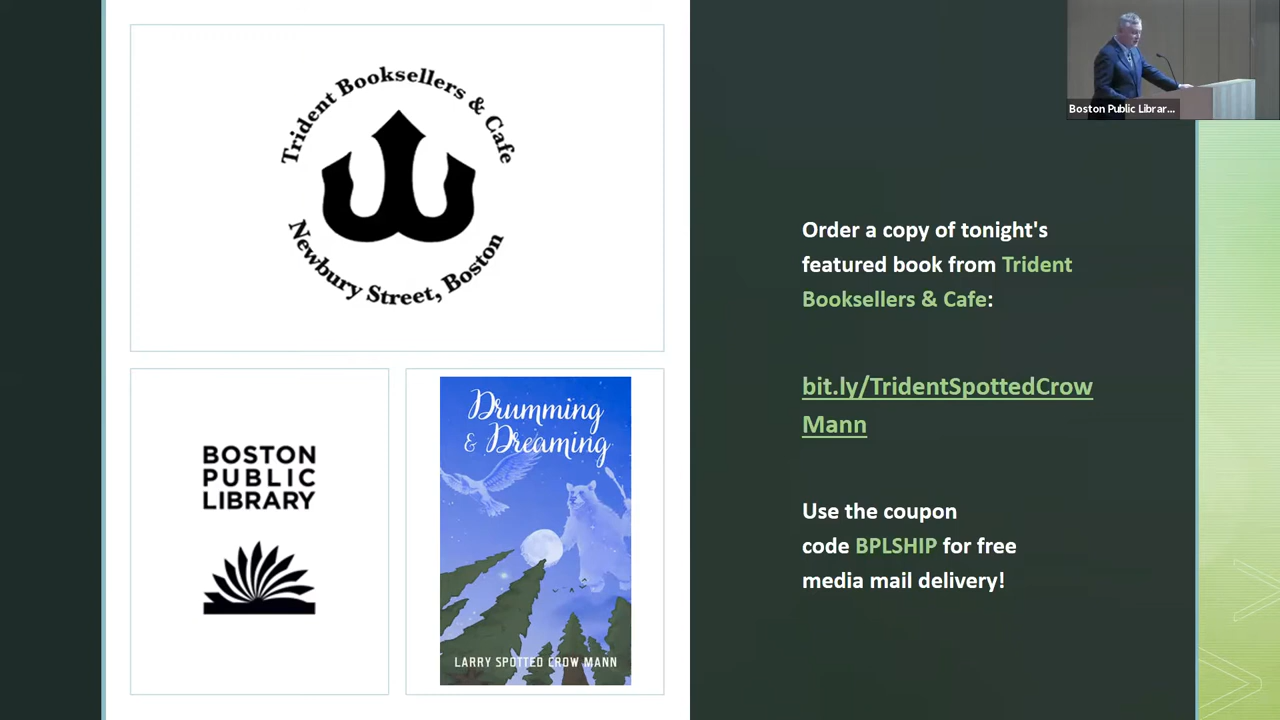 Trident Booksellers & Cafe
Newbury Street, Boston
BOSTON
PUBLIC
LIBRARY
Drumming
& Dreaming
LARRY SPOTTED CROW MANN
Boston Public Librar...
Order a copy of tonight's
featured book from Trident
Booksellers & Cafe:
bit.ly/TridentSpottedCrow
Mann
Use the coupon
code BPLSHIP for free
media mail delivery!